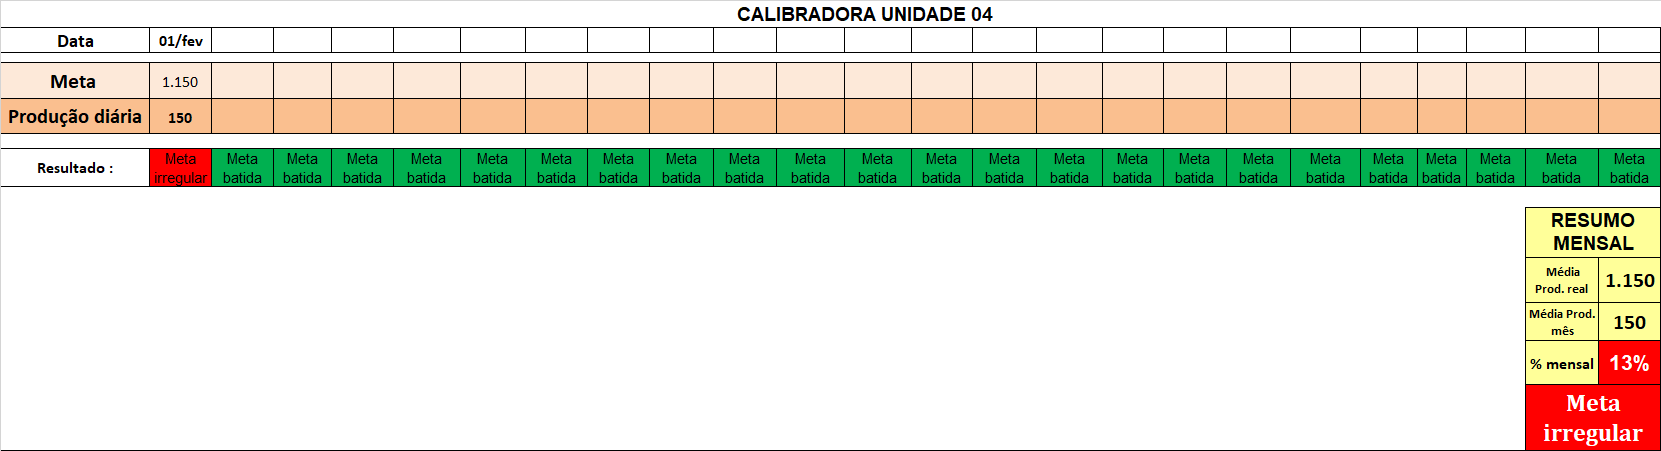 CALIBRADORA UNIDADE 04
Data 01/fev
Meta 1.150
Produção diária 150
Resultado : Meta irregular Meta batida Meta batida Meta batida Meta batida Meta batida Meta batida Meta batida Meta batida Meta batida Meta batida Meta batida Meta batida Meta batida Meta batida Meta batida Meta batida Meta batida Meta batida Meta batida Meta batida Meta batida Meta batida Meta batida
RESUMO
MENSAL
Média
Prod. real 1.150
Média Prod.
mês 150
% mensal 13%
Meta
irregular